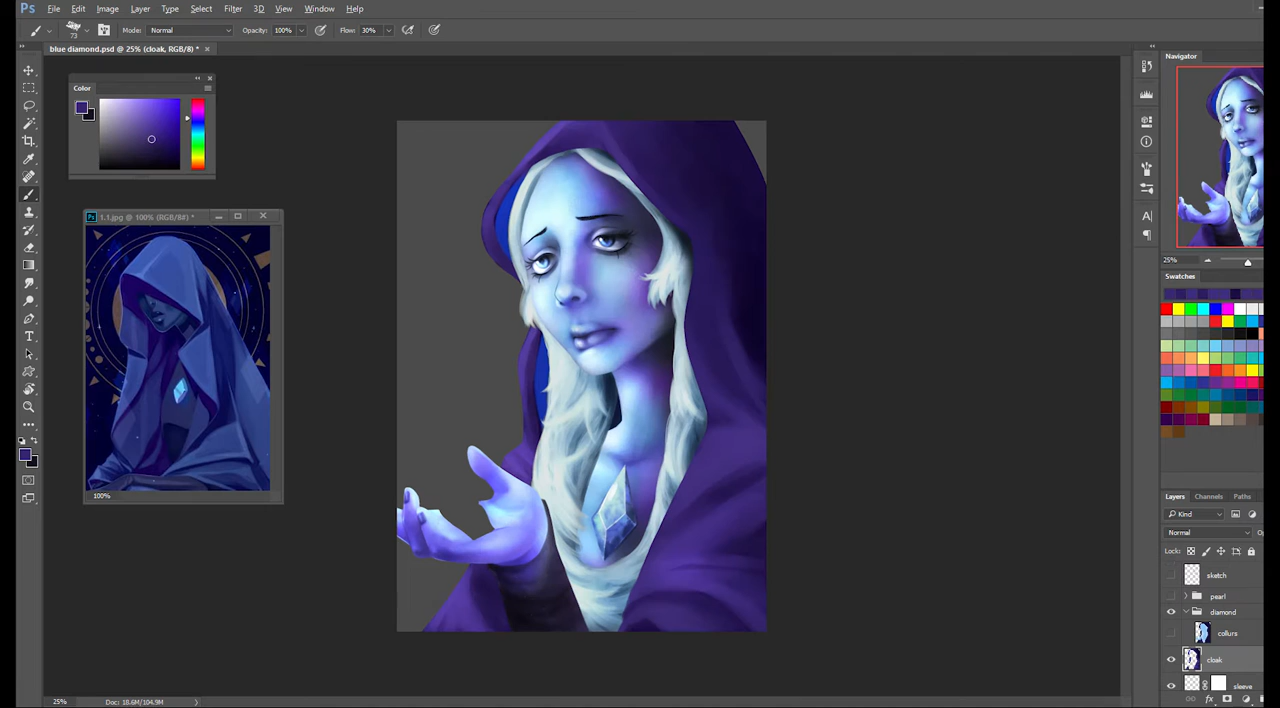 Ps File Edit Image Layer Type Select Filter 3D View Window Help
73 Mode: Normal Opacity: 100% Flow: 30%
blue diamond.psd @ 25% (cloak, RGB/8) *
Color
1.1.jpg @ 100% (RGB/8#) *
100%
Navigator
25%
Swatches
Layers Channels Paths
Kind
Normal
Lock:
sketch
pearl
diamond
collurs
cloak
sleeve
fx
25% Doc: 18.6M/104.9M